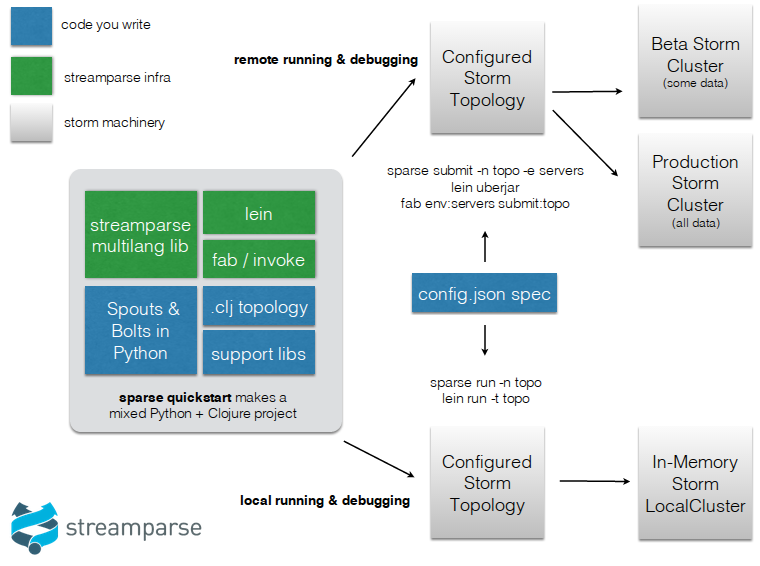 code you write
streamparse infra
storm machinery
remote running & debugging
Configured
Storm
Topology
Beta Storm
Cluster
(some data)
Production
Storm
Cluster
(all data)
sparse submit -n topo -e servers
lein uberjar
fab env:servers submit:topo
streamparse
multilang lib
lein
fab / invoke
Spouts &
Bolts in
Python
.clj topology
support libs
sparse quickstart makes a
mixed Python + Clojure project
config.json spec
sparse run -n topo
lein run -t topo
local running & debugging
Configured
Storm
Topology
In-Memory
Storm
LocalCluster
streamparse